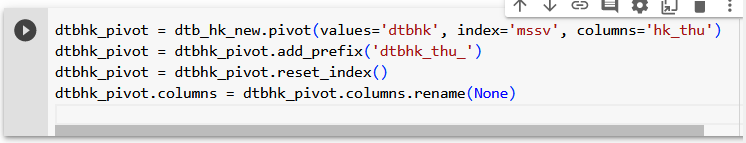 dtbhk_pivot = dtb_hk_new.pivot(values='dtbhk', index='mssv', columns='hk_thu')
dtbhk_pivot = dtbhk_pivot.add_prefix('dtbhk_thu_')
dtbhk_pivot = dtbhk_pivot.reset_index()
dtbhk_pivot.columns = dtbhk_pivot.columns.rename(None)